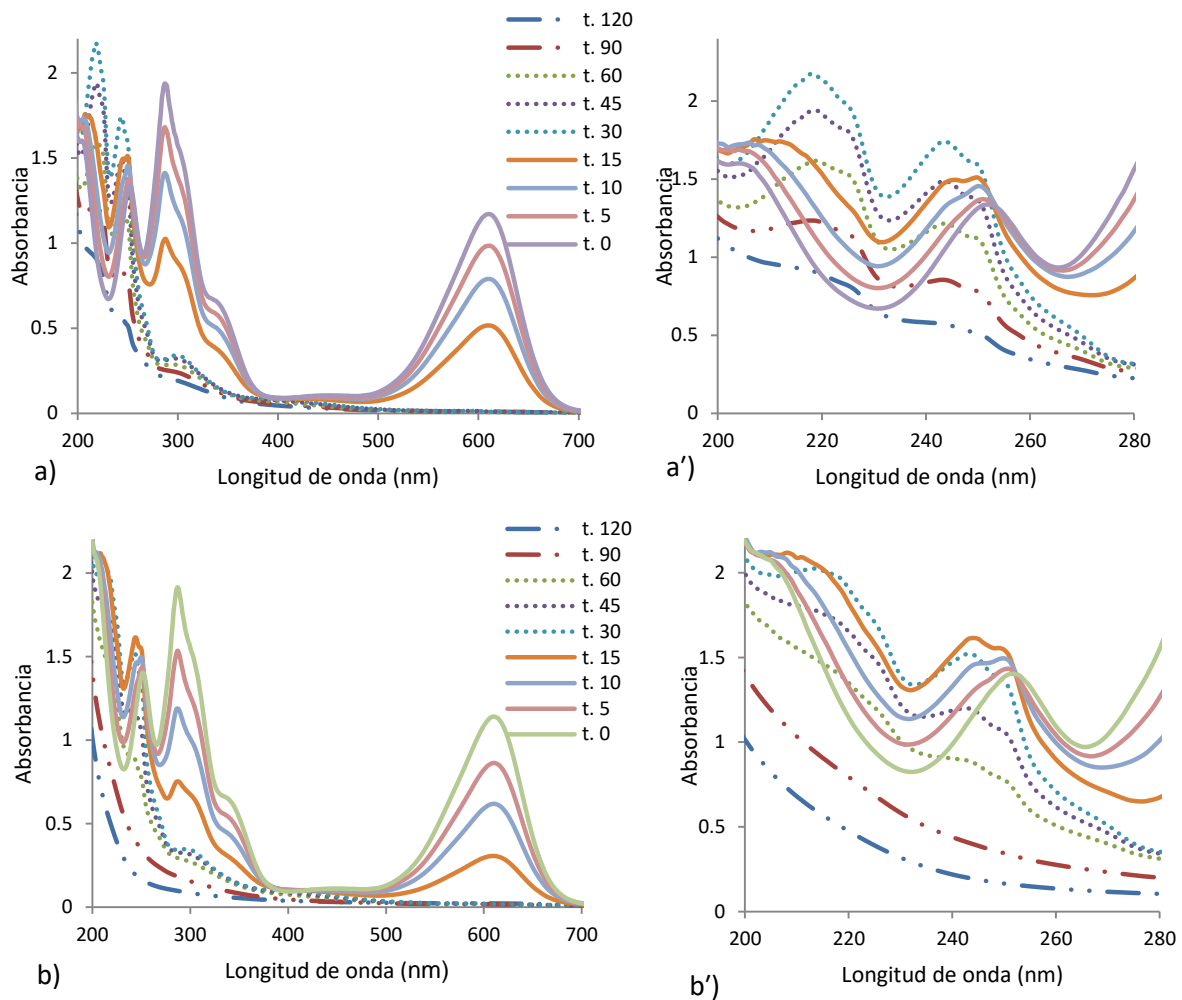 t. 120
t. 90
t. 60
t. 45
t. 30
t. 15
t. 10
t. 5
t. 0
Absorbancia
2
1.5
1
0.5
0
200 300 400 500 600 700
Longitud de onda (nm)
a)
Absorbancia
2
1.5
1
0.5
0
200 220 240 260 280
Longitud de onda (nm)
a')
t. 120
t. 90
t. 60
t. 45
t. 30
t. 15
t. 10
t. 5
t. 0
Absorbancia
2
1.5
1
0.5
0
200 300 400 500 600 700
Longitud de onda (nm)
b)
Absorbancia
2
1.5
1
0.5
0
200 220 240 260 280
Longitud de onda (nm)
b')